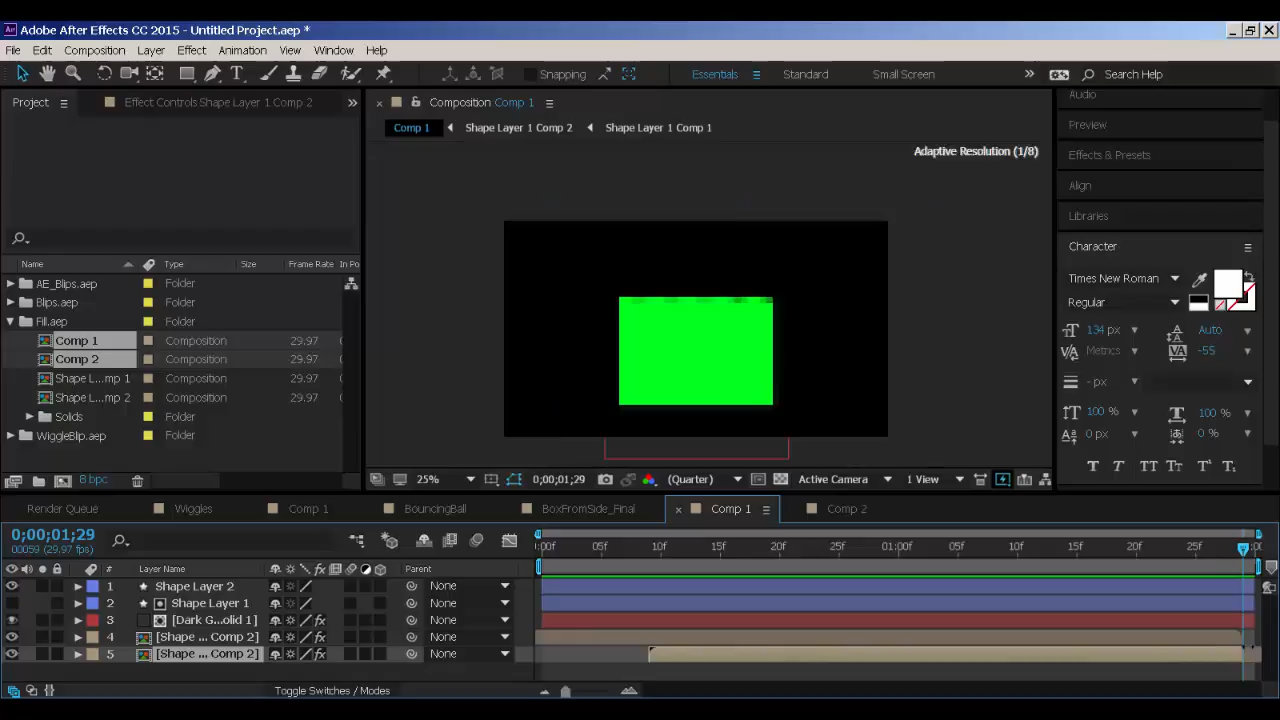 Adobe After Effects CC 2015 - Untitled Project.aep *
File Edit Composition Layer Effect Animation View Window Help
Snapping Essentials Standard Small Screen » Search Help
Project Effect Controls Shape Layer 1 Comp 2 » Composition Comp 1 Audio
Comp 1 Shape Layer 1 Comp 2 Shape Layer 1 Comp 1 Preview
Adaptive Resolution (1/8) Effects & Presets
Align
Libraries
Character
Name Type Size Frame Rate In Po
AE_Blips.aep Folder Times New Roman
Blips.aep Folder Regular
Fill.aep Folder
Comp 1 Composition 29.97 134 px Auto
Comp 2 Composition 29.97 Metrics -55
Shape L...mp 1 Composition 29.97 - px
Shape L...mp 2 Composition 29.97 100 % 100 %
Solids Folder
WiggleBlip.aep Folder 0 px 0 %
T T TT Tт T¹ T₁
8 bpc 25% 0;00;01;29 (Quarter) Active Camera 1 View
Render Queue Wiggles Comp 1 BouncingBall BoxFromSide_Final Comp 1 Comp 2
0;00;01;29
00059 (29.97 fps)
:00f 05f 10f 15f 20f 25f 01:00f 05f 10f 15f 20f 25f
# Layer Name Parent
1 Shape Layer 2 None
2 Shape Layer 1 None
3 [Dark G...olid 1] None
4 [Shape ... Comp 2] None
5 [Shape ... Comp 2] None
Toggle Switches / Modes